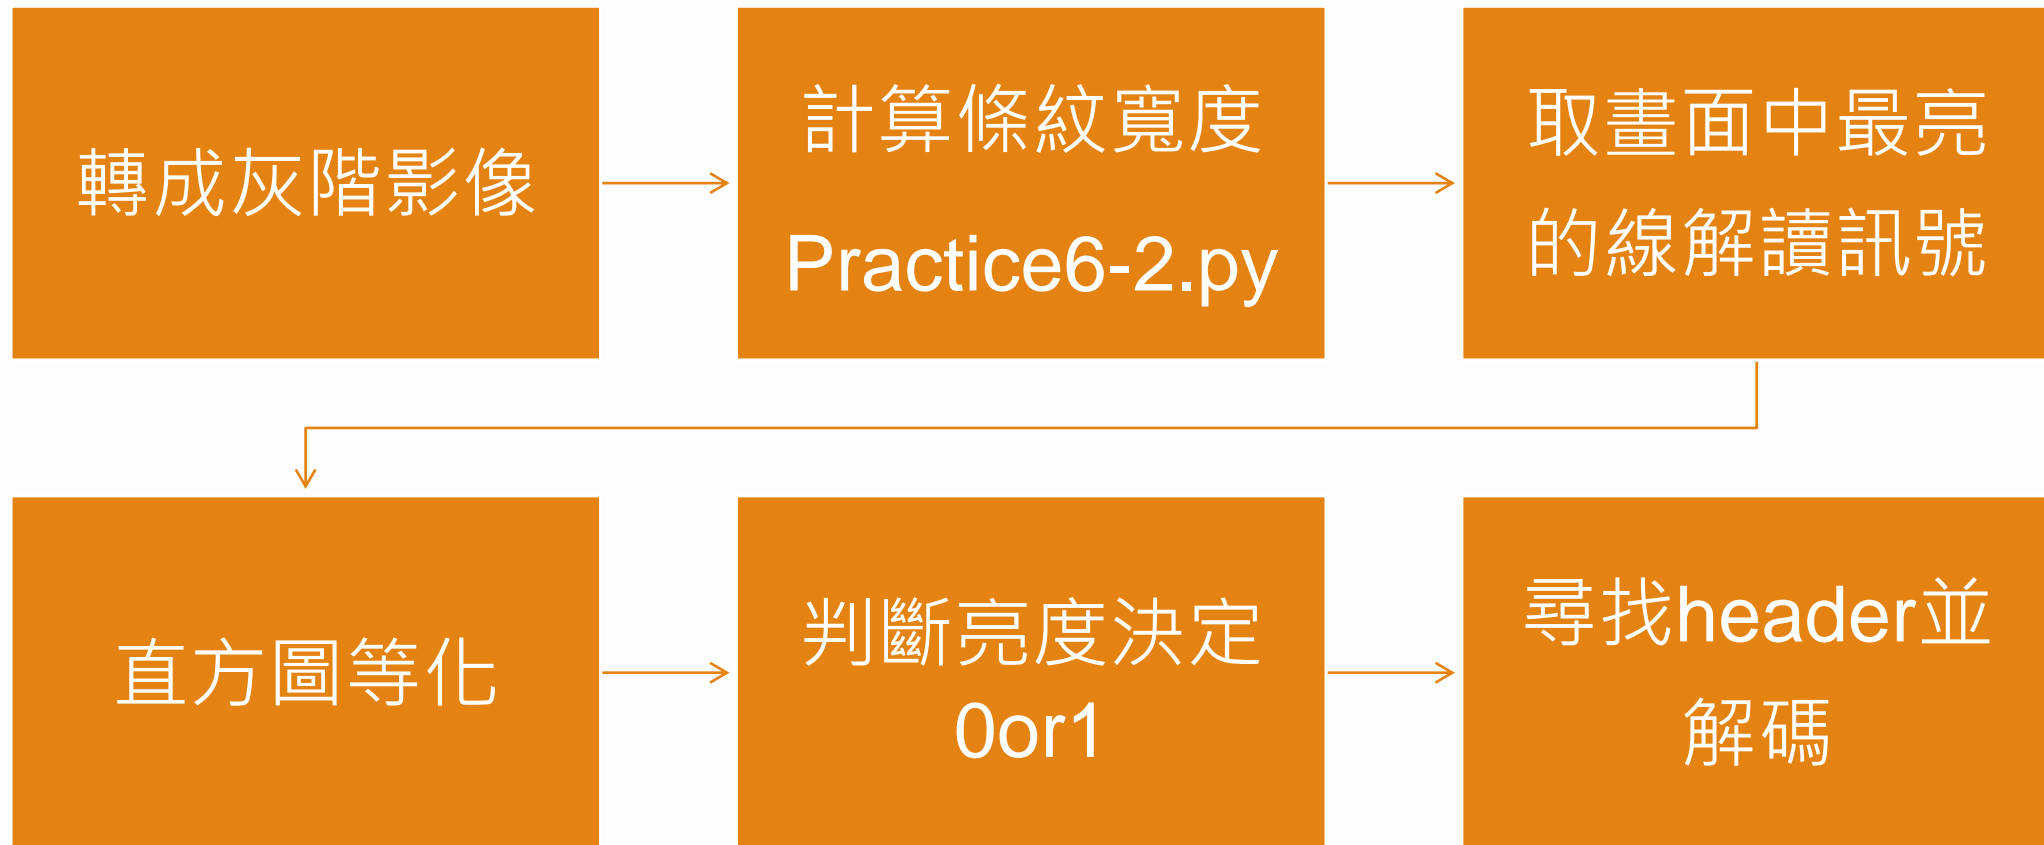 轉成灰階影像
計算條紋寬度
Practice6-2.py
取畫面中最亮
的線解讀訊號
直方圖等化
判斷亮度決定
0or1
尋找header並
解碼